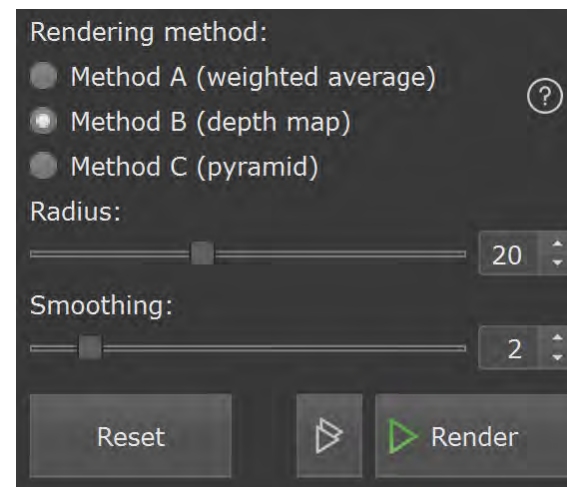 Rendering method:
Method A (weighted average)
?
Method B (depth map)
Method C (pyramid)
Radius:
20
Smoothing:
2
Reset
Render